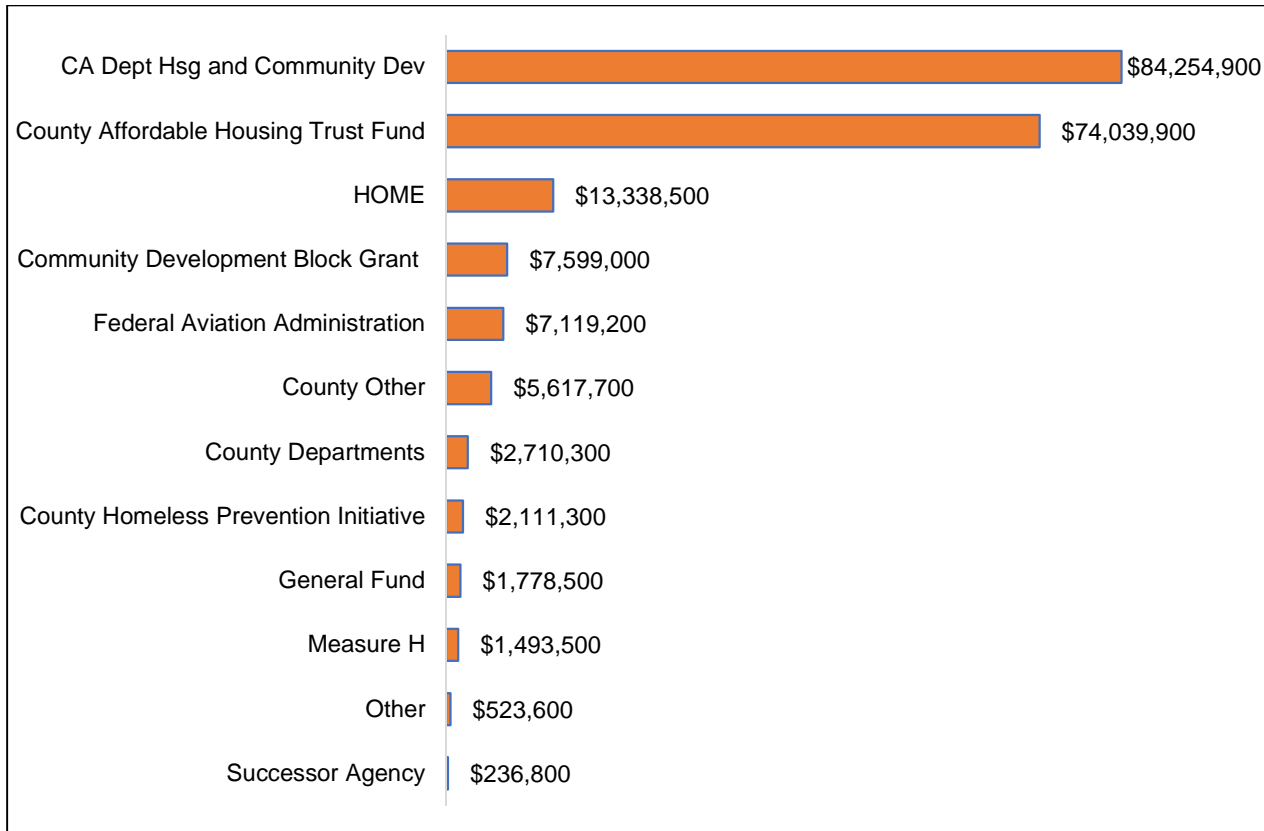 CA Dept Hsg and Community Dev $84,254,900
County Affordable Housing Trust Fund $74,039,900
HOME $13,338,500
Community Development Block Grant $7,599,000
Federal Aviation Administration $7,119,200
County Other $5,617,700
County Departments $2,710,300
County Homeless Prevention Initiative $2,111,300
General Fund $1,778,500
Measure H $1,493,500
Other $523,600
Successor Agency $236,800